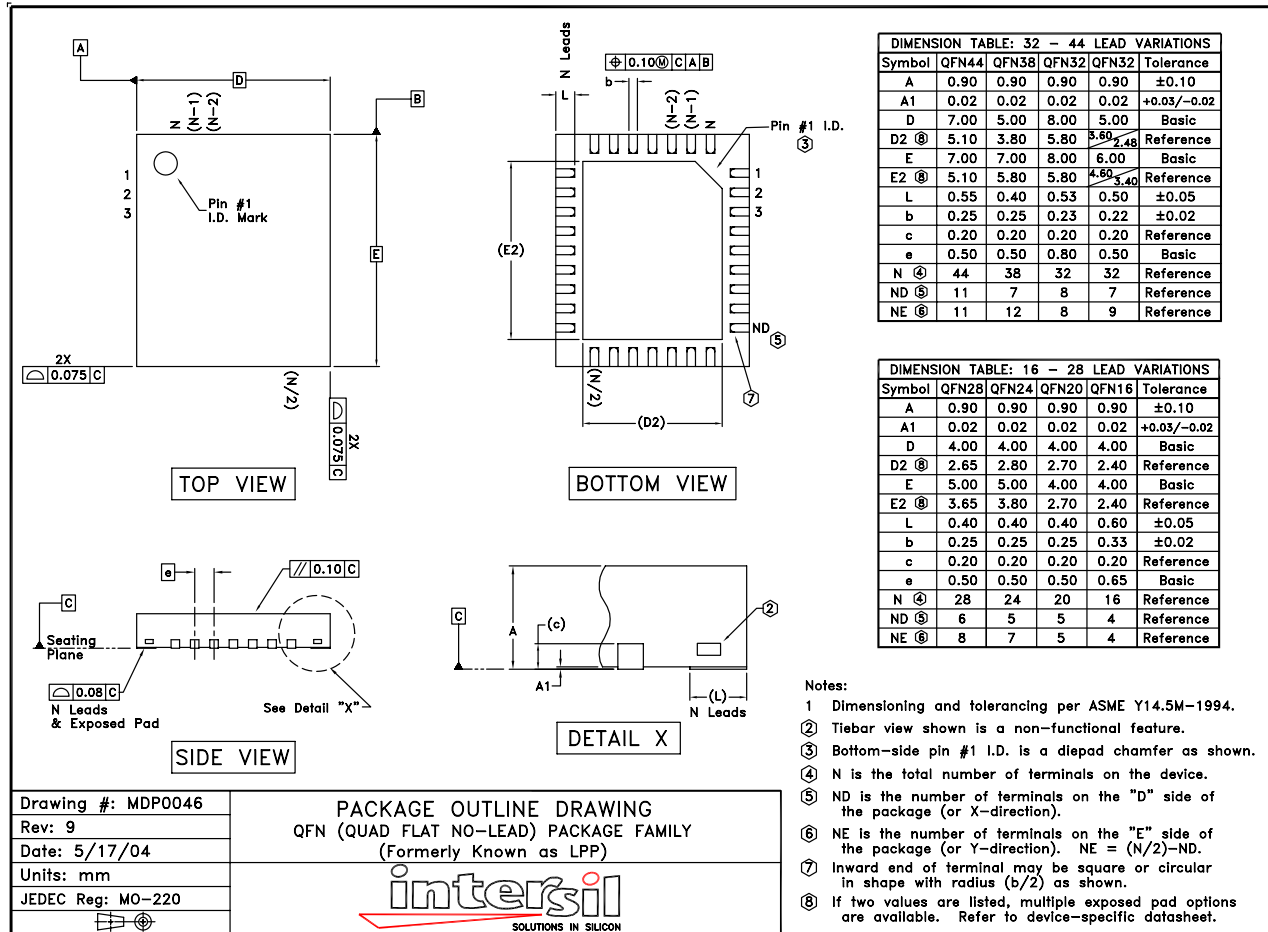 A
D
N
(N-1)
(N-2)
B
1
2
3
Pin #1
I.D. Mark
E
2X
0.075 C
(N/2)
0.075 C
2X
TOP VIEW
N Leads
L
0.10 Ⓜ C A B
b
(N-2)
(N-1)
N
Pin #1 I.D.
3
1
2
3
(E2)
ND
5
(N/2)
7
(D2)
BOTTOM VIEW
e
// 0.10 C
C
Seating
Plane
0.08 C
N Leads
& Exposed Pad
See Detail "X"
SIDE VIEW
C
A
(c)
2
A1
(L)
N Leads
DETAIL X
DIMENSION TABLE: 32 - 44 LEAD VARIATIONS
Symbol QFN44 QFN38 QFN32 QFN32 Tolerance
A 0.90 0.90 0.90 0.90 ±0.10
A1 0.02 0.02 0.02 0.02 +0.03/-0.02
D 7.00 5.00 8.00 5.00 Basic
D2 ⑧ 5.10 3.80 5.80 3.60/2.48 Reference
E 7.00 7.00 8.00 6.00 Basic
E2 ⑧ 5.10 5.80 5.80 4.60/3.40 Reference
L 0.55 0.40 0.53 0.50 ±0.05
b 0.25 0.25 0.23 0.22 ±0.02
c 0.20 0.20 0.20 0.20 Reference
e 0.50 0.50 0.80 0.50 Basic
N ④ 44 38 32 32 Reference
ND ⑤ 11 7 8 7 Reference
NE ⑥ 11 12 8 9 Reference
DIMENSION TABLE: 16 - 28 LEAD VARIATIONS
Symbol QFN28 QFN24 QFN20 QFN16 Tolerance
A 0.90 0.90 0.90 0.90 ±0.10
A1 0.02 0.02 0.02 0.02 +0.03/-0.02
D 4.00 4.00 4.00 4.00 Basic
D2 ⑧ 2.65 2.80 2.70 2.40 Reference
E 5.00 5.00 4.00 4.00 Basic
E2 ⑧ 3.65 3.80 2.70 2.40 Reference
L 0.40 0.40 0.40 0.60 ±0.05
b 0.25 0.25 0.25 0.33 ±0.02
c 0.20 0.20 0.20 0.20 Reference
e 0.50 0.50 0.50 0.65 Basic
N ④ 28 24 20 16 Reference
ND ⑤ 6 5 5 4 Reference
NE ⑥ 8 7 5 4 Reference
Notes:
1 Dimensioning and tolerancing per ASME Y14.5M-1994.
② Tiebar view shown is a non-functional feature.
③ Bottom-side pin #1 I.D. is a diepad chamfer as shown.
④ N is the total number of terminals on the device.
⑤ ND is the number of terminals on the "D" side of
the package (or X-direction).
⑥ NE is the number of terminals on the "E" side of
the package (or Y-direction). NE = (N/2)-ND.
⑦ Inward end of terminal may be square or circular
in shape with radius (b/2) as shown.
⑧ If two values are listed, multiple exposed pad options
are available. Refer to device-specific datasheet.
Drawing #: MDP0046
Rev: 9
Date: 5/17/04
Units: mm
JEDEC Reg: MO-220
PACKAGE OUTLINE DRAWING
QFN (QUAD FLAT NO-LEAD) PACKAGE FAMILY
(Formerly Known as LPP)
intersil
SOLUTIONS IN SILICON